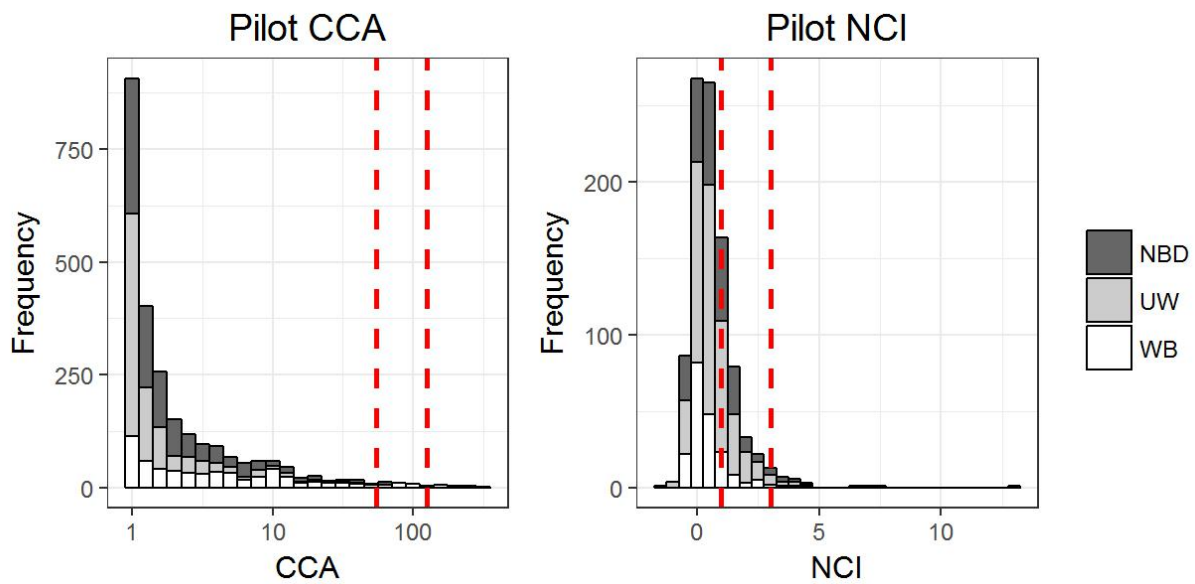 Pilot CCA
Frequency
750
500
250
0
1
10
100
CCA
Pilot NCI
Frequency
200
100
0
0
5
10
NCI
NBD
UW
WB